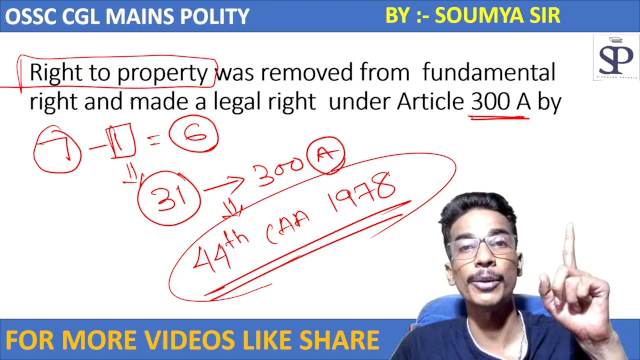 OSSC CGL MAINS POLITY
BY :- SOUMYA SIR
SP
Right to property was removed from fundamental
right and made a legal right under Article 300 A by
7 - 1 = 6
31 → 300 A
44th CAA 1978
FOR MORE VIDEOS LIKE SHARE